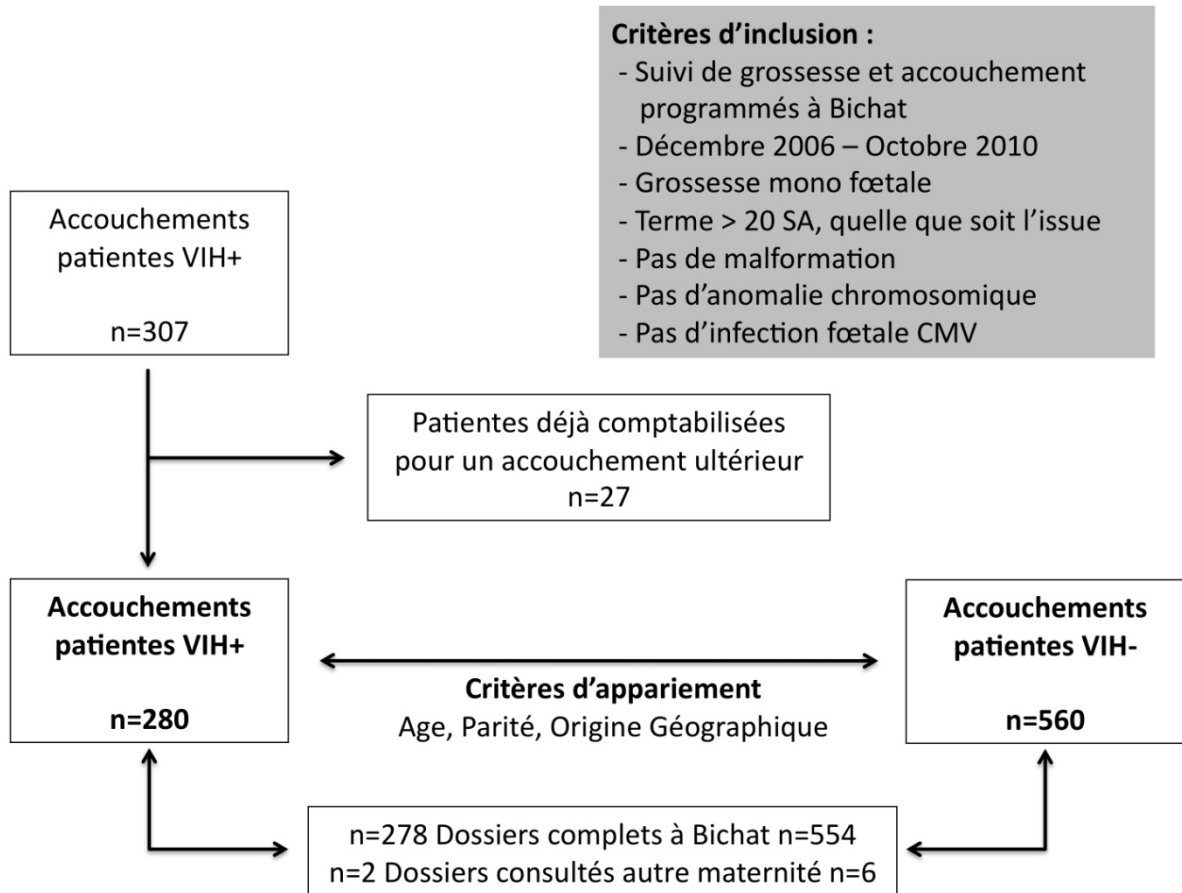 Critères d'inclusion :
- Suivi de grossesse et accouchement
programmés à Bichat
- Décembre 2006 – Octobre 2010
- Grossesse mono fœtale
- Terme > 20 SA, quelle que soit l'issue
- Pas de malformation
- Pas d'anomalie chromosomique
- Pas d'infection fœtale CMV
Accouchements
patientes VIH+
n=307
Patientes déjà comptabilisées
pour un accouchement ultérieur
n=27
Accouchements
patientes VIH+
n=280
Critères d'appariement
Age, Parité, Origine Géographique
Accouchements
patientes VIH-
n=560
n=278 Dossiers complets à Bichat n=554
n=2 Dossiers consultés autre maternité n=6